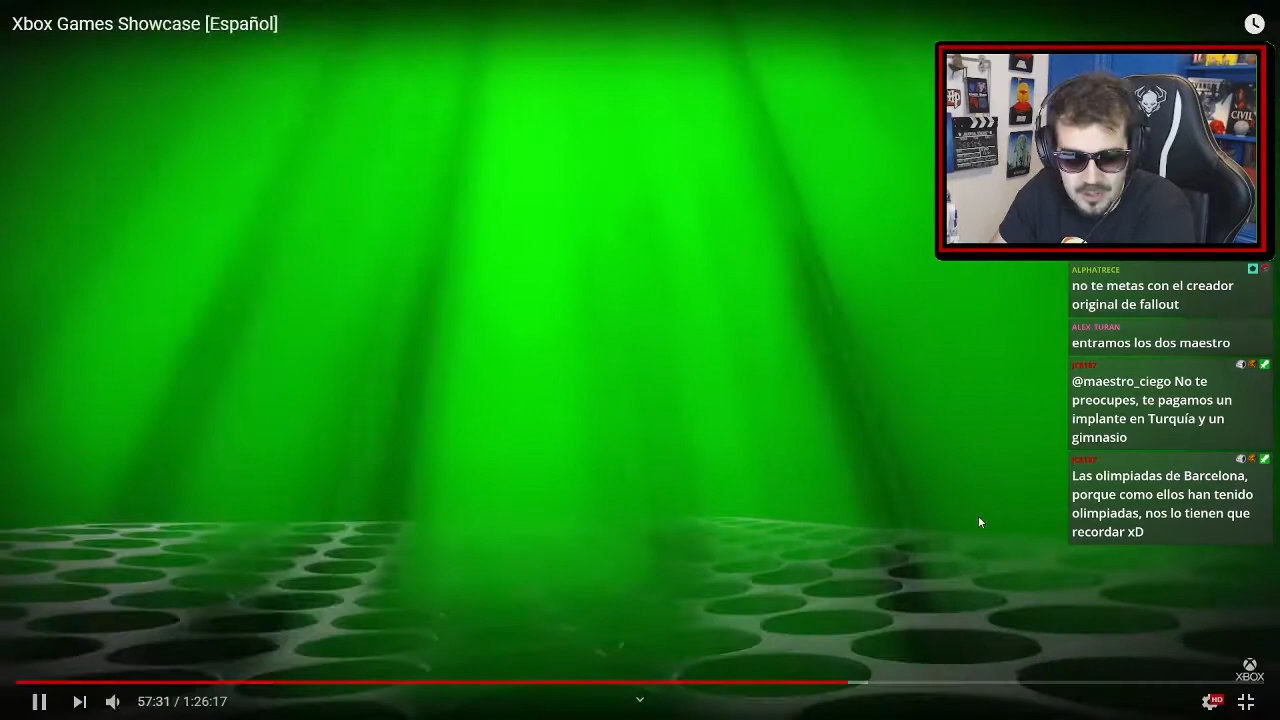 Xbox Games Showcase [Español]
CIVIL
ALPHATRECE
no te metas con el creador
original de fallout
ALEX TURAN
entramos los dos maestro
@maestro_ciego No te
preocupes, te pagamos un
implante en Turquía y un
gimnasio
Las olimpiadas de Barcelona,
porque como ellos han tenido
olimpiadas, nos lo tienen que
recordar xD
XBOX
57:31 / 1:26:17
HD